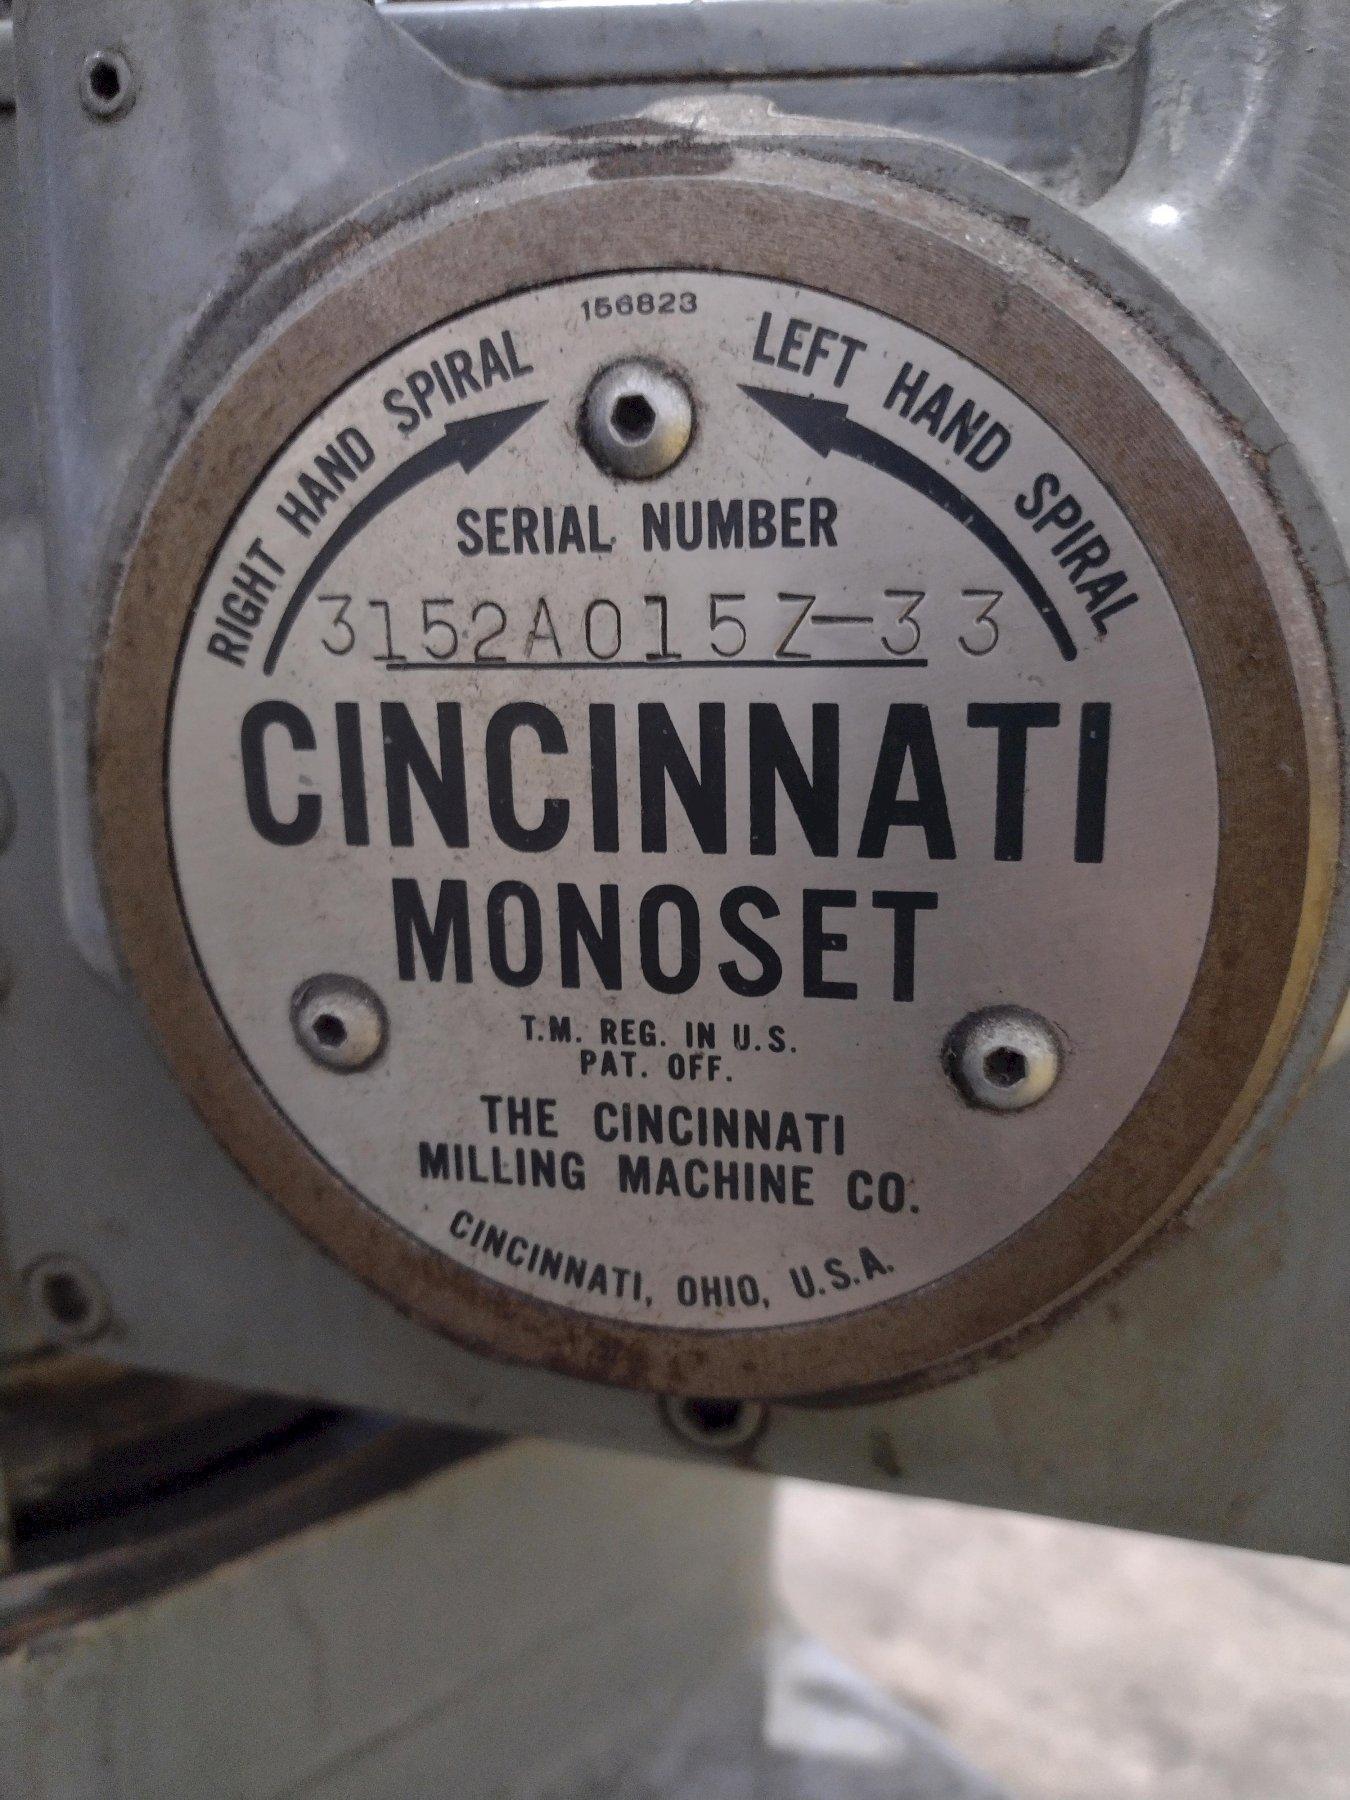 156823
RIGHT HAND SPIRAL
LEFT HAND SPIRAL
SERIAL NUMBER
3152A015Z-33
CINCINNATI
MONOSET
T.M. REG. IN U.S.
PAT. OFF.
THE CINCINNATI
MILLING MACHINE CO.
CINCINNATI, OHIO, U.S.A.